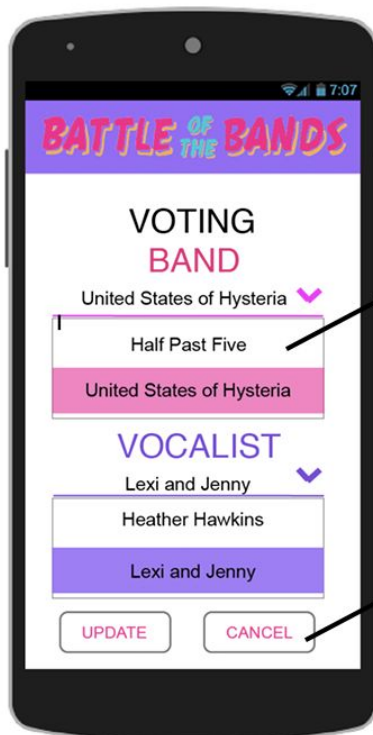 7:07
BATTLE OF THE BANDS
VOTING
BAND
United States of Hysteria
Half Past Five
United States of Hysteria
VOCALIST
Lexi and Jenny
Heather Hawkins
Lexi and Jenny
UPDATE CANCEL